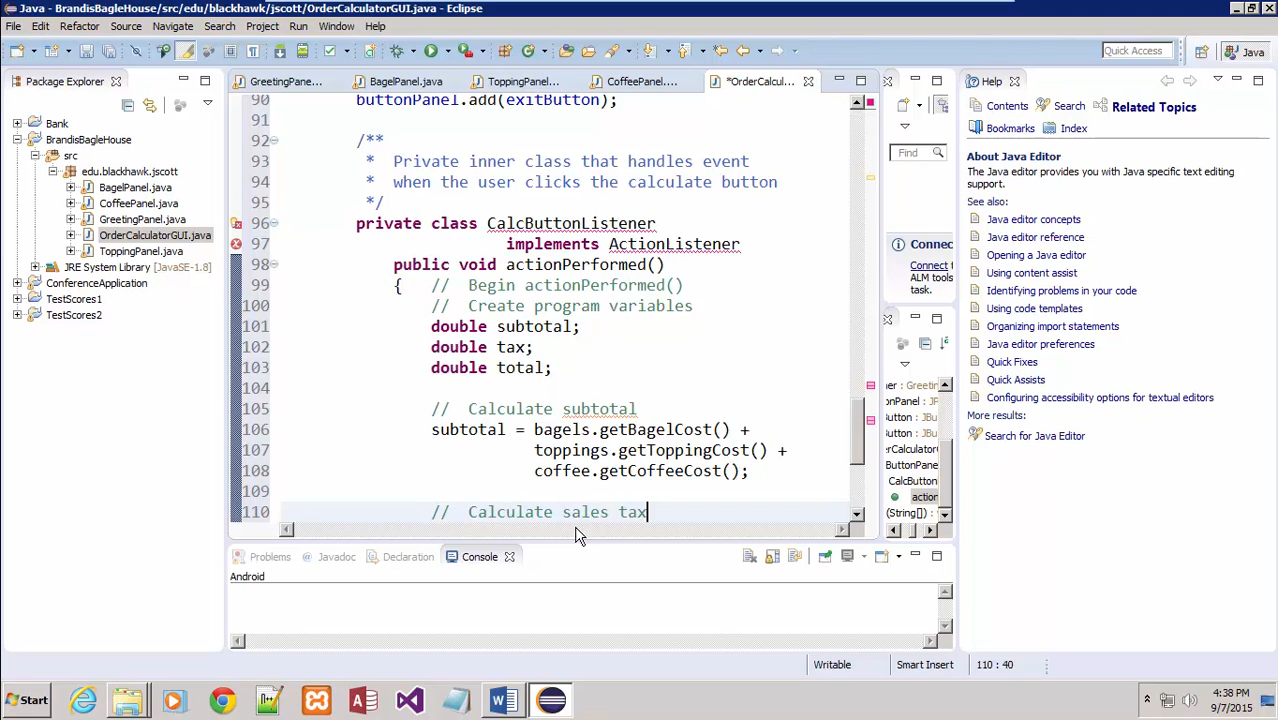 Java - BrandisBagleHouse/src/edu/blackhawk/jscott/OrderCalculatorGUI.java - Eclipse
File Edit Refactor Source Navigate Search Project Run Window Help
Quick Access
Java
Package Explorer
Bank
BrandisBagleHouse
src
edu.blackhawk.jscott
BagelPanel.java
CoffeePanel.java
GreetingPanel.java
OrderCalculatorGUI.java
ToppingPanel.java
JRE System Library [JavaSE-1.8]
ConferenceApplication
TestScores1
TestScores2
GreetingPane... BagelPanel.java ToppingPanel... CoffeePanel.... *OrderCalcul...
90 buttonPanel.add(exitButton);
91
92 /**
93 * Private inner class that handles event
94 * when the user clicks the calculate button
95 */
96 private class CalcButtonListener
97 implements ActionListener
98 public void actionPerformed()
99 { // Begin actionPerformed()
100 // Create program variables
101 double subtotal;
102 double tax;
103 double total;
104
105 // Calculate subtotal
106 subtotal = bagels.getBagelCost() +
107 toppings.getToppingCost() +
108 coffee.getCoffeeCost();
109
110 // Calculate sales tax
Find
Connec
Connect to
ALM tools
task.
ner : Greetin
onPanel : JP
Button : JBu
utton : JBut
derCalculato
ButtonPanel
CalcButto
action
(String[]) :
Help
Contents Search Related Topics
Bookmarks Index
About Java Editor
The Java editor provides you with Java specific text editing
support.
See also:
Java editor concepts
Java editor reference
Opening a Java editor
Using content assist
Identifying problems in your code
Using code templates
Organizing import statements
Java editor preferences
Quick Fixes
Quick Assists
Configuring accessibility options for textual editors
More results:
Search for Java Editor
Problems Javadoc Declaration Console
Android
Writable Smart Insert 110 : 40
Start
4:38 PM
9/7/2015